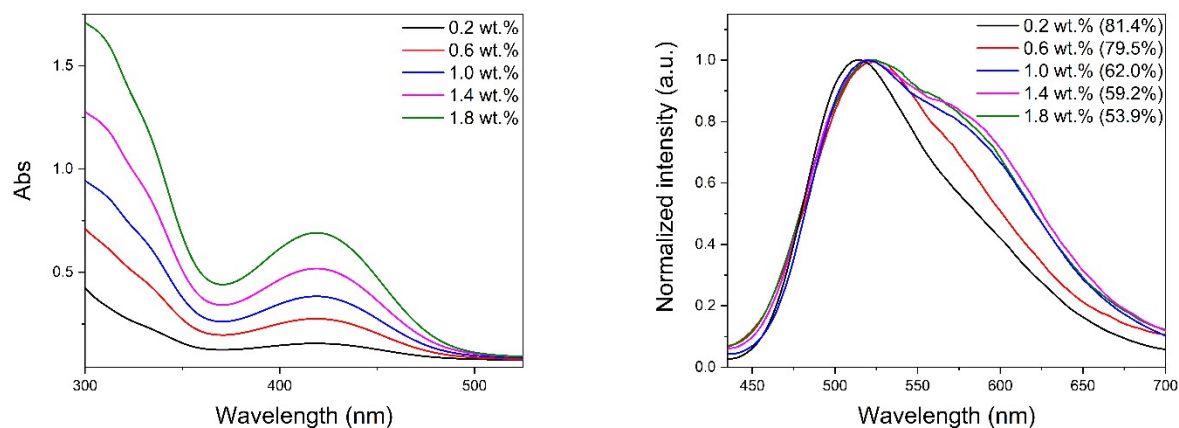 0.2 wt.%
0.6 wt.%
1.0 wt.%
1.4 wt.%
1.8 wt.%
1.5
1.0
0.5
Abs
300
400
500
Wavelength (nm)
0.2 wt.% (81.4%)
0.6 wt.% (79.5%)
1.0 wt.% (62.0%)
1.4 wt.% (59.2%)
1.8 wt.% (53.9%)
1.0
0.8
0.6
0.4
0.2
0.0
Normalized intensity (a.u.)
450
500
550
600
650
700
Wavelength (nm)